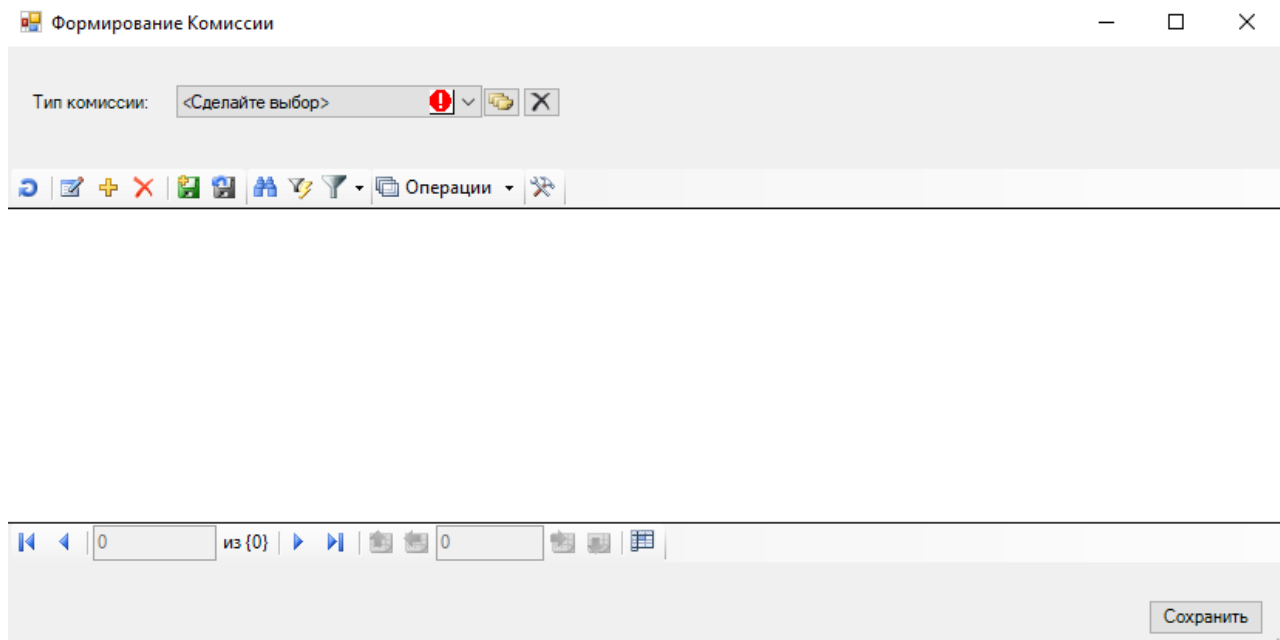 Формирование Комиссии
Тип комиссии: <Сделайте выбор>
Операции
0 из {0} 0
Сохранить